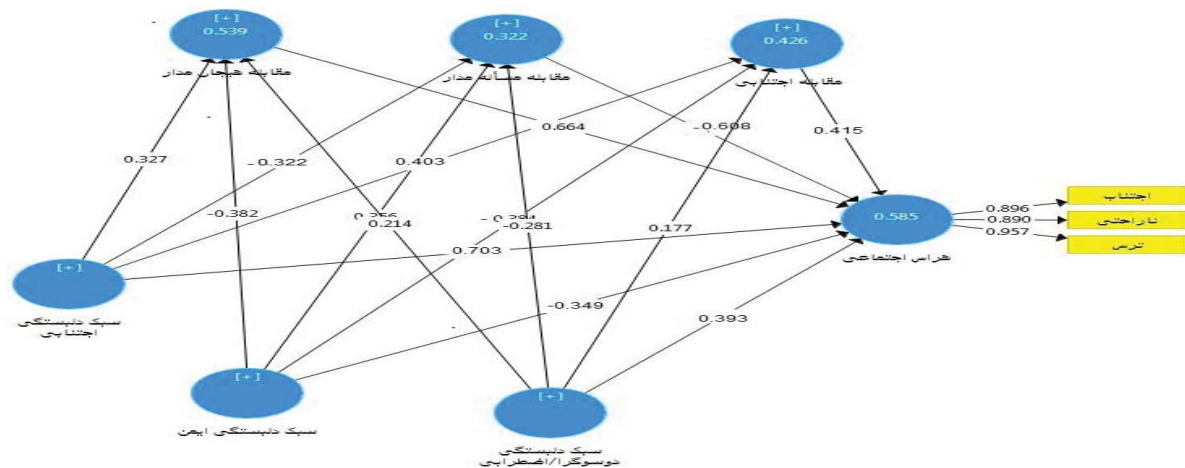 [+]
0.539
مقابله هیجان مدار
[+]
0.322
مقابله مسأله مدار
[+]
0.426
مقابله اجتنابی
0.664
-0.608
0.415
0.327
-0.322
0.403
-0.382
0.214
-0.281
0.177
0.703
-0.349
0.393
0.585
هراس اجتماعی
0.896
0.890
0.957
اجتناب
ناراحتی
ترس
[+]
سبک دلبستگی
اجتنابی
[+]
سبک دلبستگی ایمن
[+]
سبک دلبستگی
دوسوگرا/اضطرابی